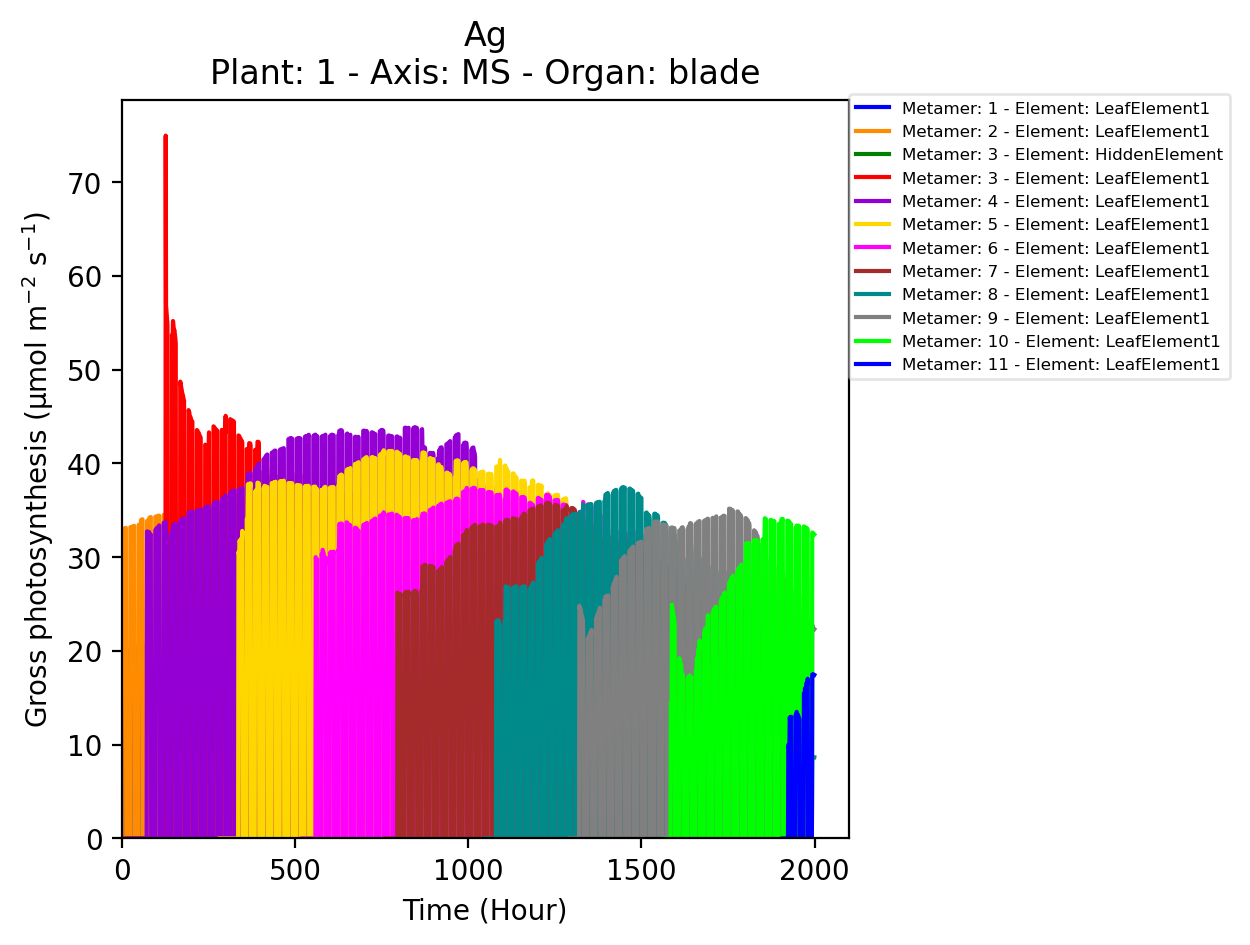 Ag
Plant: 1 - Axis: MS - Organ: blade
Gross photosynthesis (µmol m⁻² s⁻¹)
70
60
50
40
30
20
10
0
0 500 1000 1500 2000
Time (Hour)
Metamer: 1 - Element: LeafElement1
Metamer: 2 - Element: LeafElement1
Metamer: 3 - Element: HiddenElement
Metamer: 3 - Element: LeafElement1
Metamer: 4 - Element: LeafElement1
Metamer: 5 - Element: LeafElement1
Metamer: 6 - Element: LeafElement1
Metamer: 7 - Element: LeafElement1
Metamer: 8 - Element: LeafElement1
Metamer: 9 - Element: LeafElement1
Metamer: 10 - Element: LeafElement1
Metamer: 11 - Element: LeafElement1